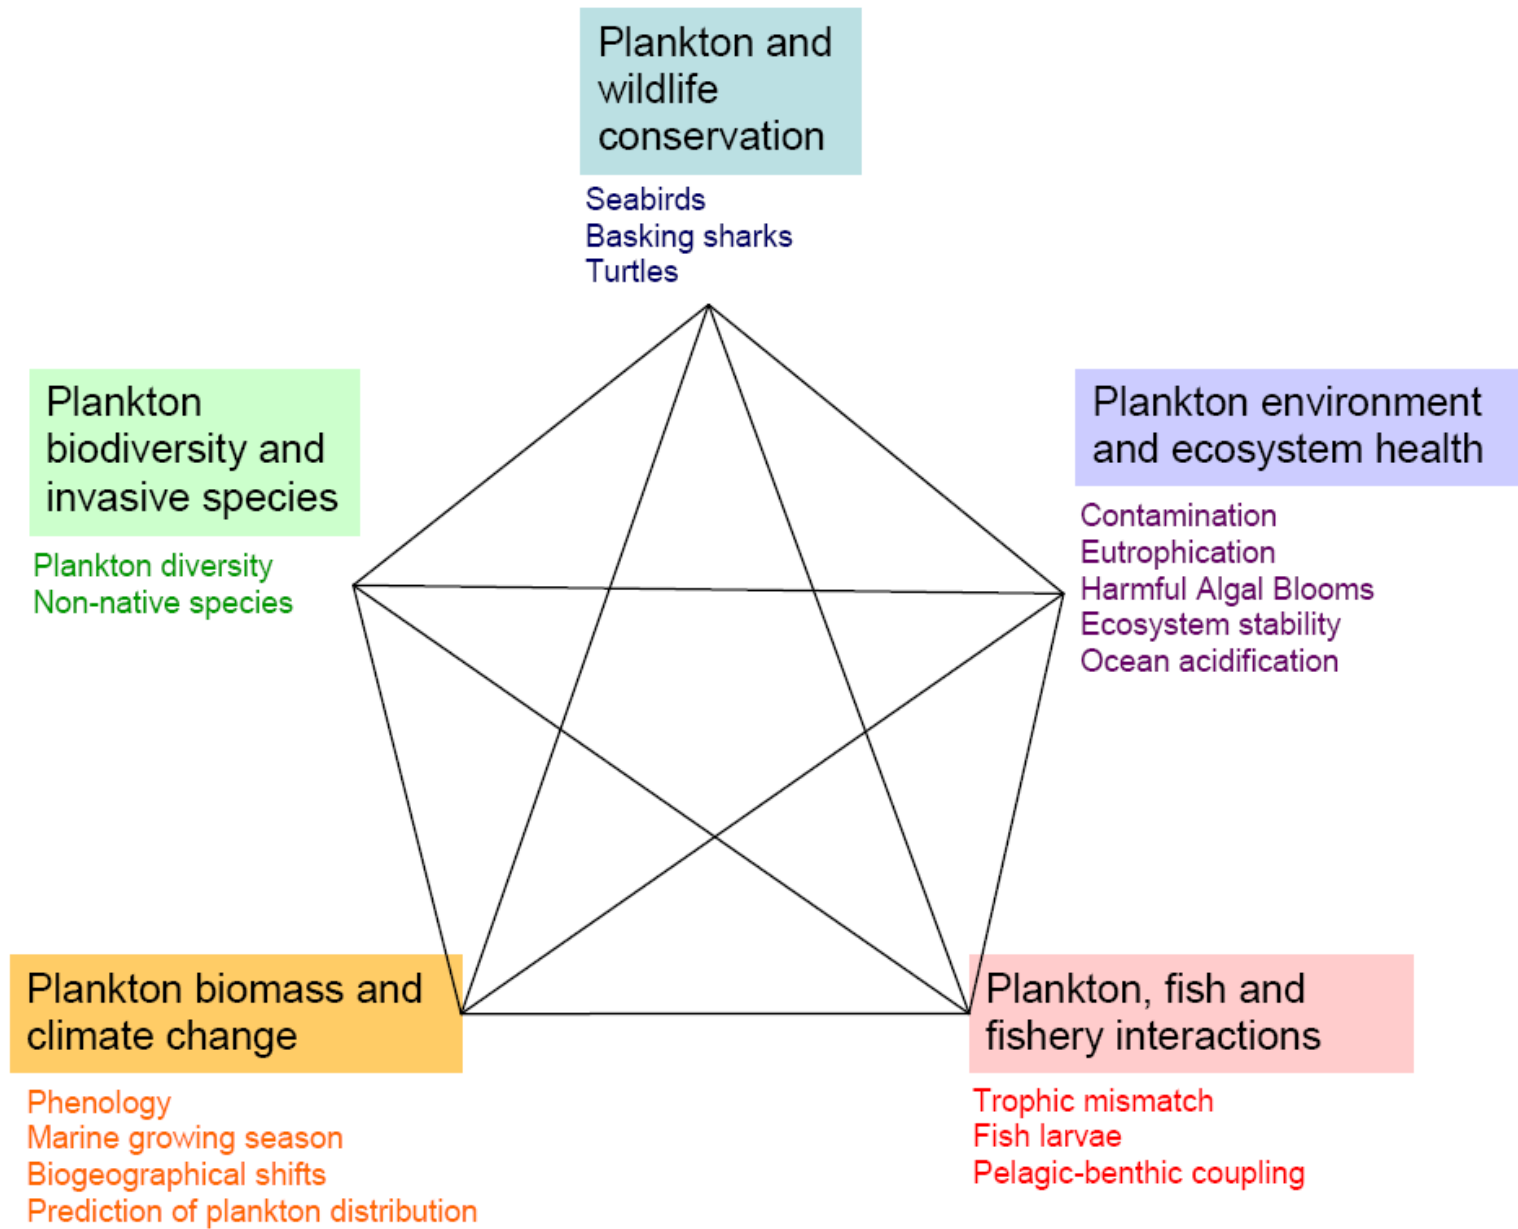 Plankton and
wildlife
conservation
Seabirds
Basking sharks
Turtles
Plankton
biodiversity and
invasive species
Plankton diversity
Non-native species
Plankton environment
and ecosystem health
Contamination
Eutrophication
Harmful Algal Blooms
Ecosystem stability
Ocean acidification
Plankton biomass and
climate change
Phenology
Marine growing season
Biogeographical shifts
Prediction of plankton distribution
Plankton, fish and
fishery interactions
Trophic mismatch
Fish larvae
Pelagic-benthic coupling